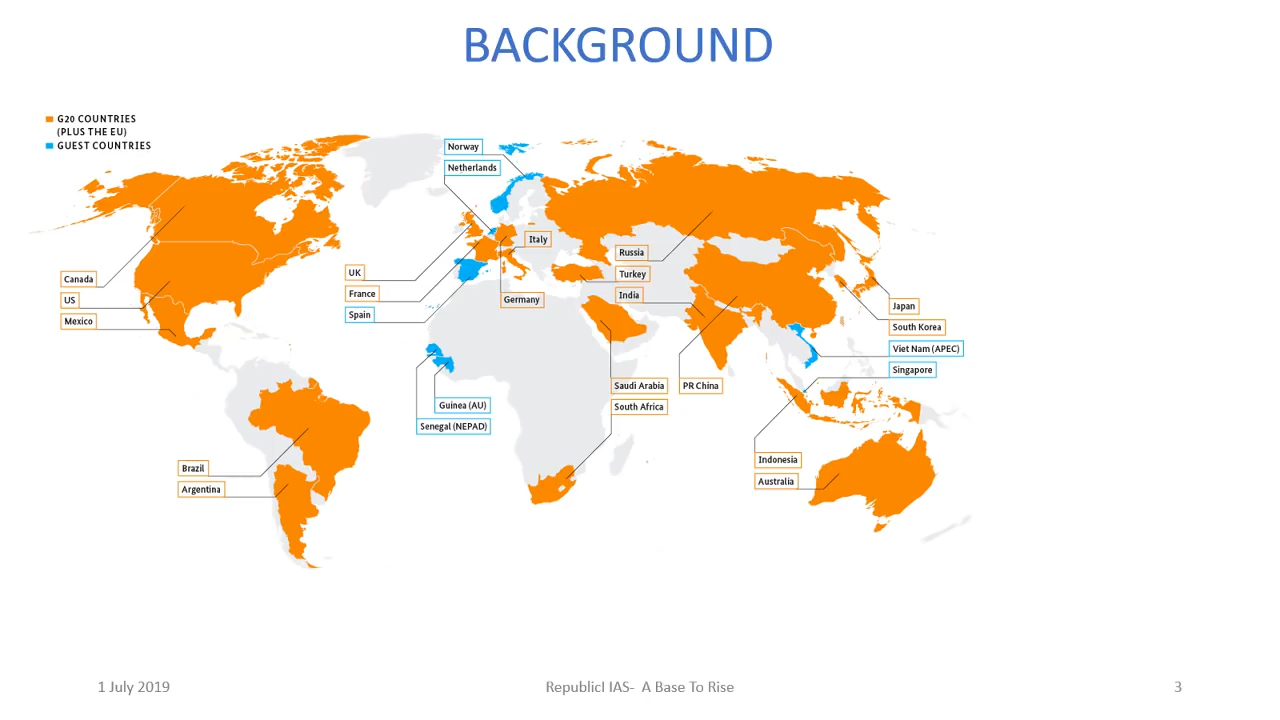 BACKGROUND
G20 COUNTRIES
(PLUS THE EU)
GUEST COUNTRIES
Norway
Netherlands
Italy
Russia
Canada
UK
Turkey
US
France
India
Germany
Mexico
Spain
Japan
South Korea
Viet Nam (APEC)
Singapore
Saudi Arabia
PR China
Guinea (AU)
South Africa
Senegal (NEPAD)
Brazil
Indonesia
Argentina
Australia
1 July 2019
RepublicI IAS- A Base To Rise
3